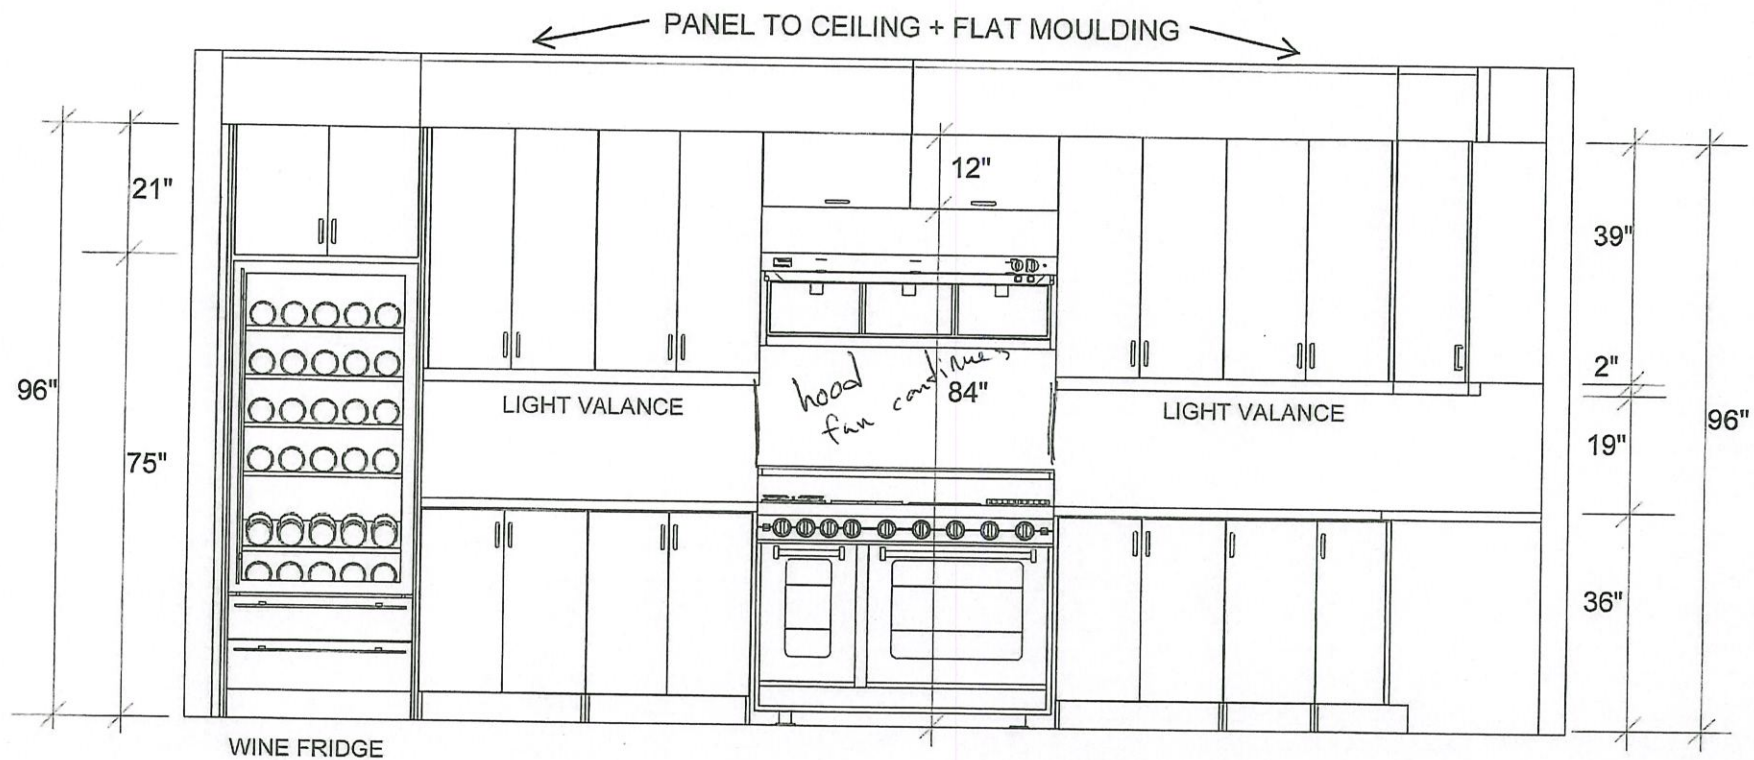 PANEL TO CEILING + FLAT MOULDING
21"
12"
39"
2"
96"
hood
fan continues
84"
LIGHT VALANCE
LIGHT VALANCE
96"
19"
75"
36"
WINE FRIDGE